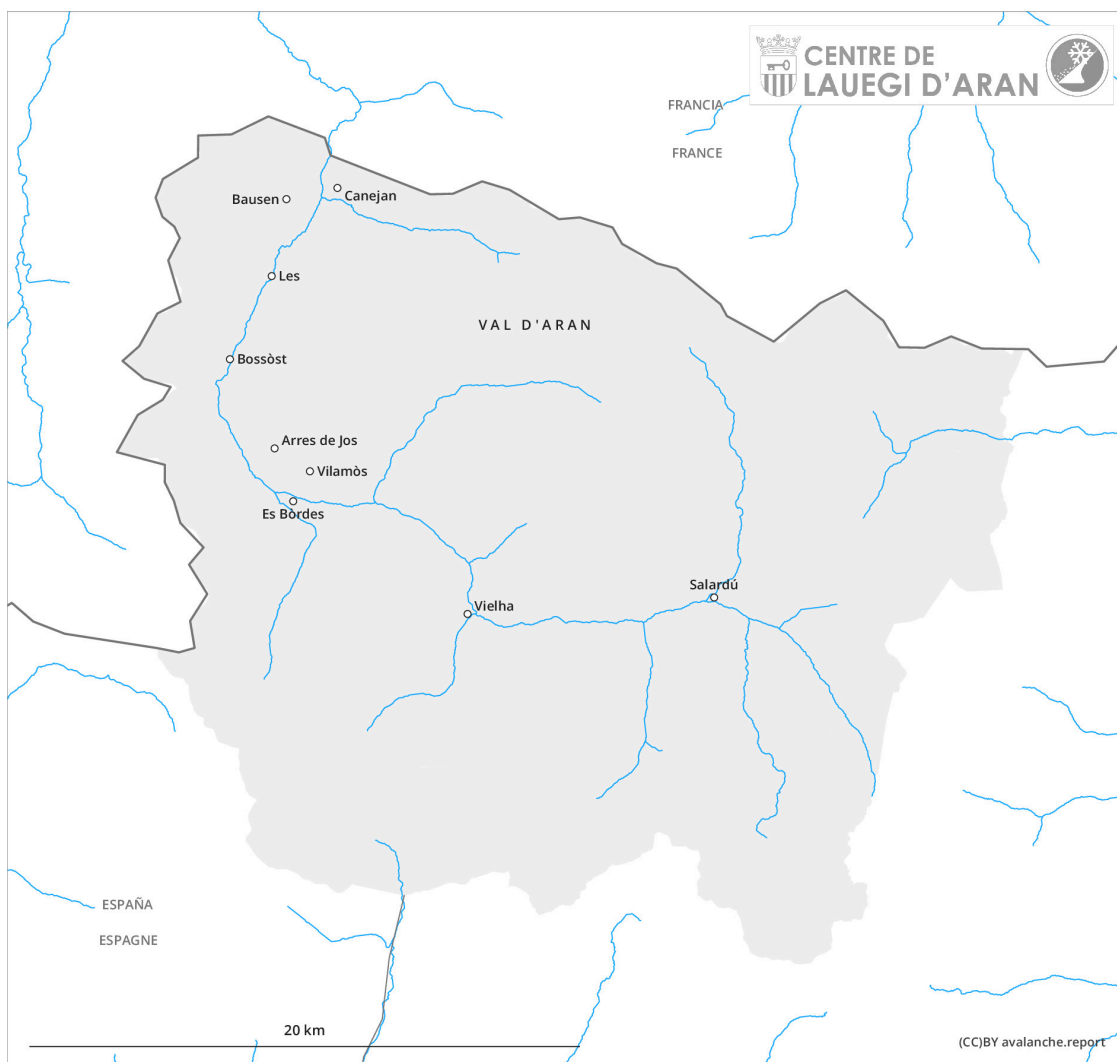 CENTRE DE
LAUEGI D'ARAN
FRANCIA
FRANCE
Canejan
Bausen
Les
VAL D'ARAN
Bossòst
Arres de Jos
Vilamòs
Es Bòrdes
Salardú
Vielha
ESPAÑA
ESPAGNE
20 km
(CC)BY avalanche.report